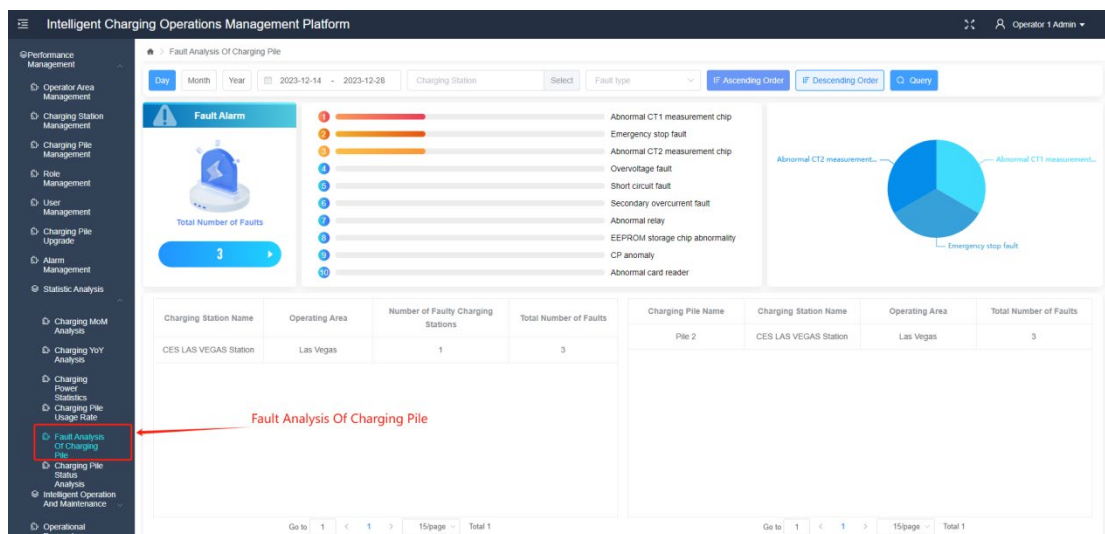 Intelligent Charging Operations Management Platform
Operator 1 Admin
Performance
Management
Operator Area
Management
Charging Station
Management
Charging Pile
Management
Role
Management
User
Management
Charging Pile
Upgrade
Alarm
Management
Statistic Analysis
Charging MoM
Analysis
Charging YoY
Analysis
Charging
Power
Statistics
Charging Pile
Usage Rate
Fault Analysis
Of Charging
Pile
Charging Pile
Status
Analysis
Intelligent Operation
And Maintenance
Operational
> Fault Analysis Of Charging Pile
Day Month Year 2023-12-14 - 2023-12-28 Charging Station Select Fault type Ascending Order Descending Order Query
Fault Alarm
Total Number of Faults
3
1 Abnormal CT1 measurement chip
2 Emergency stop fault
3 Abnormal CT2 measurement chip
4 Overvoltage fault
5 Short circuit fault
6 Secondary overcurrent fault
7 Abnormal relay
8 EEPROM storage chip abnormality
9 CP anomaly
10 Abnormal card reader
Abnormal CT2 measurement...
Abnormal CT1 measurement...
Emergency stop fault
Charging Station Name Operating Area Number of Faulty Charging Stations Total Number of Faults
CES LAS VEGAS Station Las Vegas 1 3
Charging Pile Name Charging Station Name Operating Area Total Number of Faults
Pile 2 CES LAS VEGAS Station Las Vegas 3
Fault Analysis Of Charging Pile
Go to 1 < 1 > 15/page Total 1
Go to 1 < 1 > 15/page Total 1